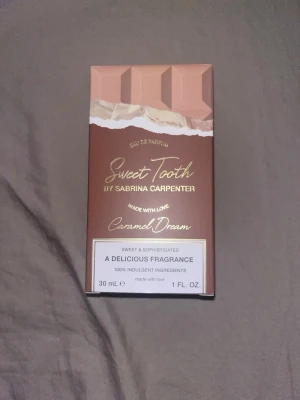 EAU DE PARFUM
Sweet Tooth
BY SABRINA CARPENTER
MADE WITH LOVE
Caramel Dream
SWEET & SOPHISTICATED
A DELICIOUS FRAGRANCE
100% INDULGENT INGREDIENTS
made with love
30 mL ℮ 1 FL. OZ.